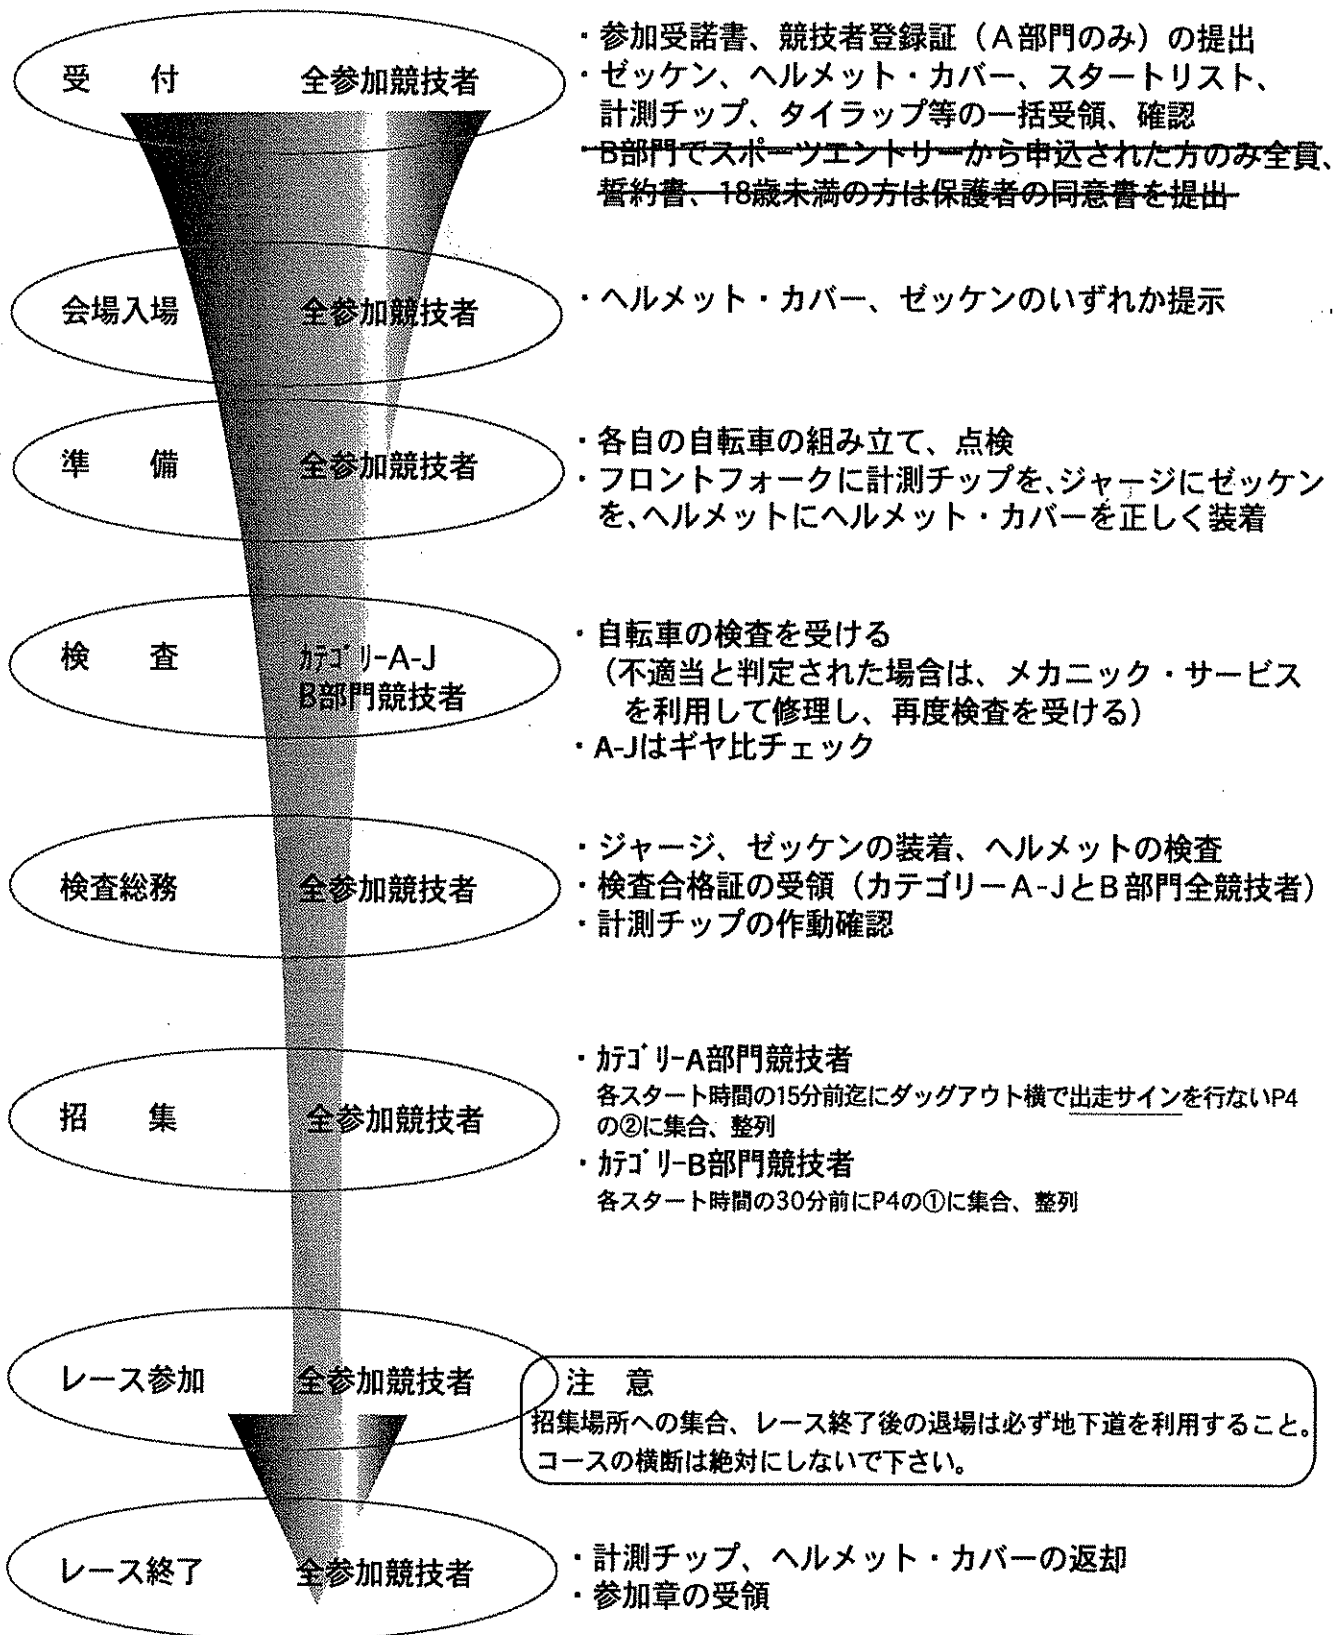 受　付　全参加競技者
・参加受諾書、競技者登録証（A部門のみ）の提出
・ゼッケン、ヘルメット・カバー、スタートリスト、
計測チップ、タイラップ等の一括受領、確認
・B部門でスポーツエントリーから申込された方のみ全員、
誓約書、18歳未満の方は保護者の同意書を提出
会場入場　全参加競技者
・ヘルメット・カバー、ゼッケンのいずれか提示
準　備　全参加競技者
・各自の自転車の組み立て、点検
・フロントフォークに計測チップを、ジャージにゼッケン
を、ヘルメットにヘルメット・カバーを正しく装着
検　査　ｶﾃｺﾞﾘｰA-J
B部門競技者
・自転車の検査を受ける
（不適当と判定された場合は、メカニック・サービス
を利用して修理し、再度検査を受ける）
・A-Jはギヤ比チェック
検査総務　全参加競技者
・ジャージ、ゼッケンの装着、ヘルメットの検査
・検査合格証の受領（カテゴリーA-JとB部門全競技者）
・計測チップの作動確認
招　集　全参加競技者
・ｶﾃｺﾞﾘｰA部門競技者
各スタート時間の15分前迄にダッグアウト横で出走サインを行ないP4
の②に集合、整列
・ｶﾃｺﾞﾘｰB部門競技者
各スタート時間の30分前にP4の①に集合、整列
レース参加　全参加競技者
注　意
招集場所への集合、レース終了後の退場は必ず地下道を利用すること。
コースの横断は絶対にしないで下さい。
レース終了　全参加競技者
・計測チップ、ヘルメット・カバーの返却
・参加章の受領